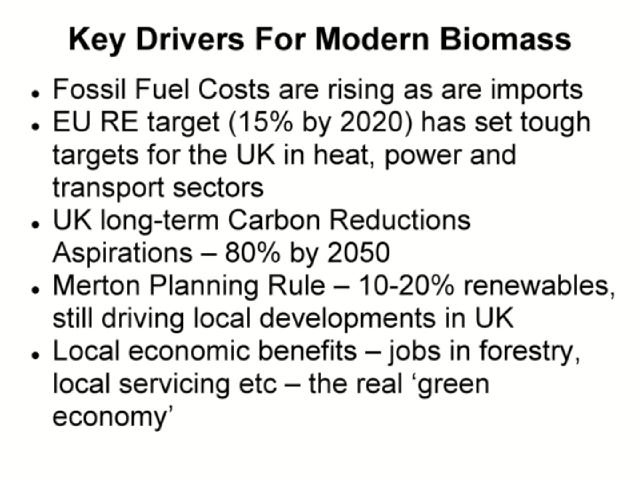 Key Drivers For Modern Biomass
• Fossil Fuel Costs are rising as are imports
• EU RE target (15% by 2020) has set tough
targets for the UK in heat, power and
transport sectors
• UK long-term Carbon Reductions
Aspirations – 80% by 2050
• Merton Planning Rule – 10-20% renewables,
still driving local developments in UK
• Local economic benefits – jobs in forestry,
local servicing etc – the real ‘green
economy’